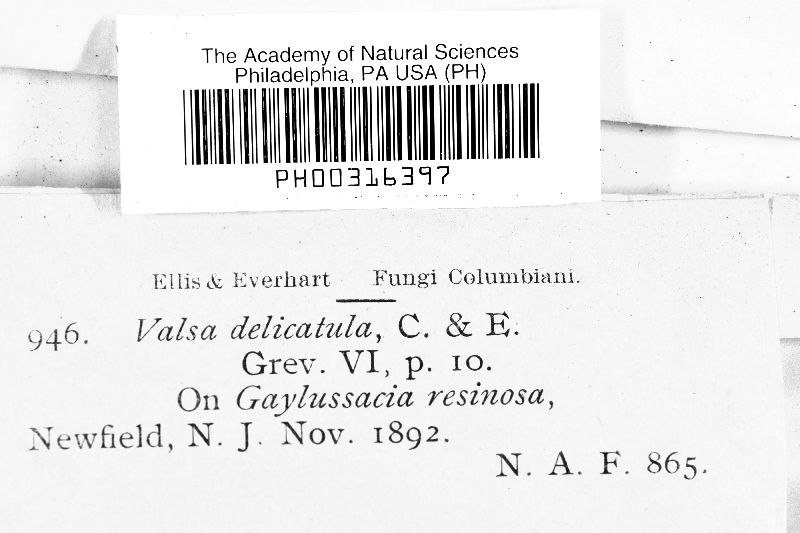 The Academy of Natural Sciences
Philadelphia, PA USA (PH)
PH00316397
Ellis & Everhart Fungi Columbiani.
946. Valsa delicatula, C. & E.
Grev. VI, p. 10.
On Gaylussacia resinosa,
Newfield, N. J. Nov. 1892.
N. A. F. 865.